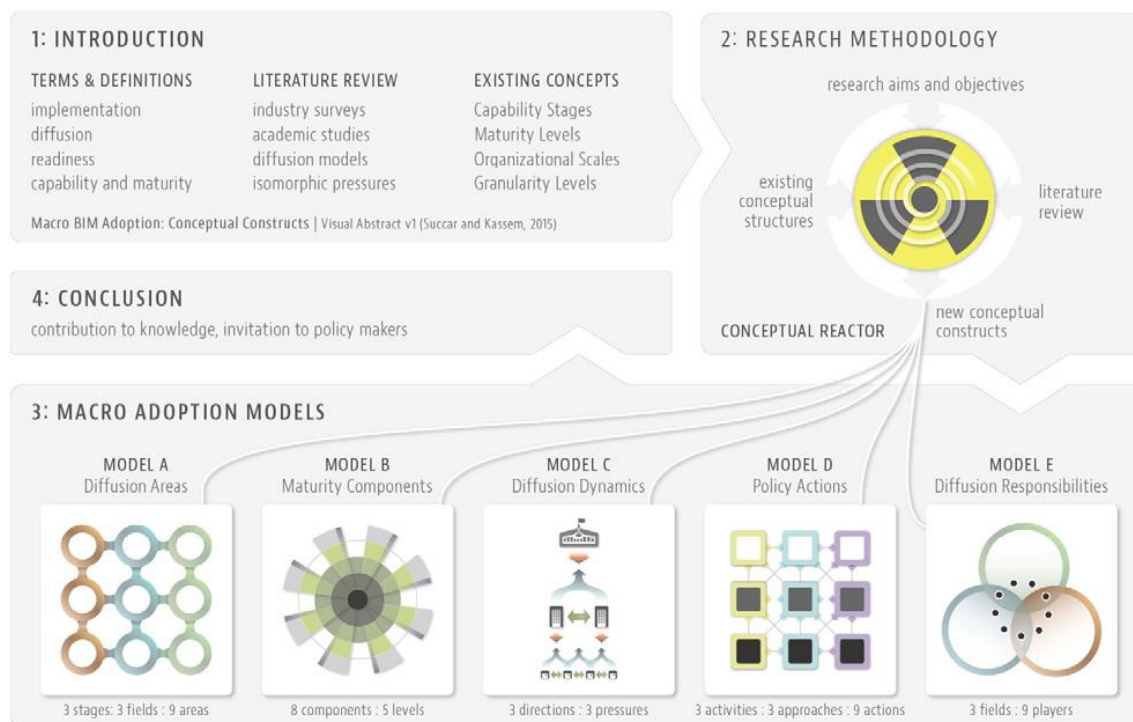 1: INTRODUCTION
TERMS & DEFINITIONS
implementation
diffusion
readiness
capability and maturity
LITERATURE REVIEW
industry surveys
academic studies
diffusion models
isomorphic pressures
EXISTING CONCEPTS
Capability Stages
Maturity Levels
Organizational Scales
Granularity Levels
Macro BIM Adoption: Conceptual Constructs | Visual Abstract v1 (Succar and Kassem, 2015)
2: RESEARCH METHODOLOGY
research aims and objectives
existing
conceptual
structures
literature
review
new conceptual
constructs
CONCEPTUAL REACTOR
4: CONCLUSION
contribution to knowledge, invitation to policy makers
3: MACRO ADOPTION MODELS
MODEL A
Diffusion Areas
3 stages: 3 fields : 9 areas
MODEL B
Maturity Components
8 components : 5 levels
MODEL C
Diffusion Dynamics
3 directions : 3 pressures
MODEL D
Policy Actions
3 activities : 3 approaches : 9 actions
MODEL E
Diffusion Responsibilities
3 fields : 9 players